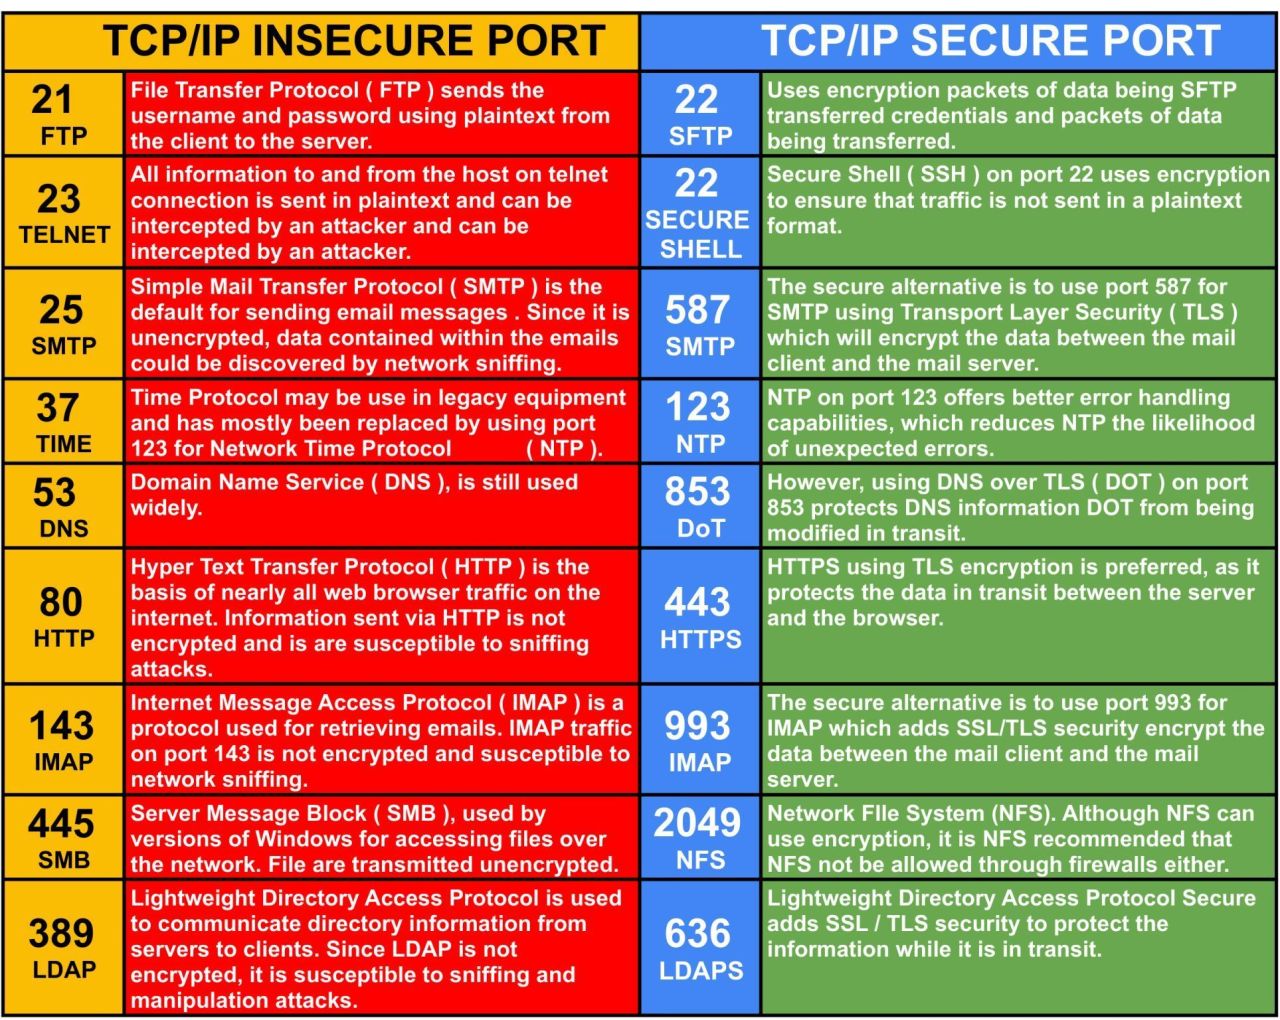 TCP/IP INSECURE PORT
TCP/IP SECURE PORT
21
FTP
File Transfer Protocol ( FTP ) sends the
username and password using plaintext from
the client to the server.
22
SFTP
Uses encryption packets of data being SFTP
transferred credentials and packets of data
being transferred.
23
TELNET
All information to and from the host on telnet
connection is sent in plaintext and can be
intercepted by an attacker and can be
intercepted by an attacker.
22
SECURE
SHELL
Secure Shell ( SSH ) on port 22 uses encryption
to ensure that traffic is not sent in a plaintext
format.
25
SMTP
Simple Mail Transfer Protocol ( SMTP ) is the
default for sending email messages . Since it is
unencrypted, data contained within the emails
could be discovered by network sniffing.
587
SMTP
The secure alternative is to use port 587 for
SMTP using Transport Layer Security ( TLS )
which will encrypt the data between the mail
client and the mail server.
37
TIME
Time Protocol may be use in legacy equipment
and has mostly been replaced by using port
123 for Network Time Protocol ( NTP ).
123
NTP
NTP on port 123 offers better error handling
capabilities, which reduces NTP the likelihood
of unexpected errors.
53
DNS
Domain Name Service ( DNS ), is still used
widely.
853
DoT
However, using DNS over TLS ( DOT ) on port
853 protects DNS information DOT from being
modified in transit.
80
HTTP
Hyper Text Transfer Protocol ( HTTP ) is the
basis of nearly all web browser traffic on the
internet. Information sent via HTTP is not
encrypted and is are susceptible to sniffing
attacks.
443
HTTPS
HTTPS using TLS encryption is preferred, as it
protects the data in transit between the server
and the browser.
143
IMAP
Internet Message Access Protocol ( IMAP ) is a
protocol used for retrieving emails. IMAP traffic
on port 143 is not encrypted and susceptible to
network sniffing.
993
IMAP
The secure alternative is to use port 993 for
IMAP which adds SSL/TLS security encrypt the
data between the mail client and the mail
server.
445
SMB
Server Message Block ( SMB ), used by
versions of Windows for accessing files over
the network. File are transmitted unencrypted.
2049
NFS
Network FIle System (NFS). Although NFS can
use encryption, it is NFS recommended that
NFS not be allowed through firewalls either.
389
LDAP
Lightweight Directory Access Protocol is used
to communicate directory information from
servers to clients. Since LDAP is not
encrypted, it is susceptible to sniffing and
manipulation attacks.
636
LDAPS
Lightweight Directory Access Protocol Secure
adds SSL / TLS security to protect the
information while it is in transit.